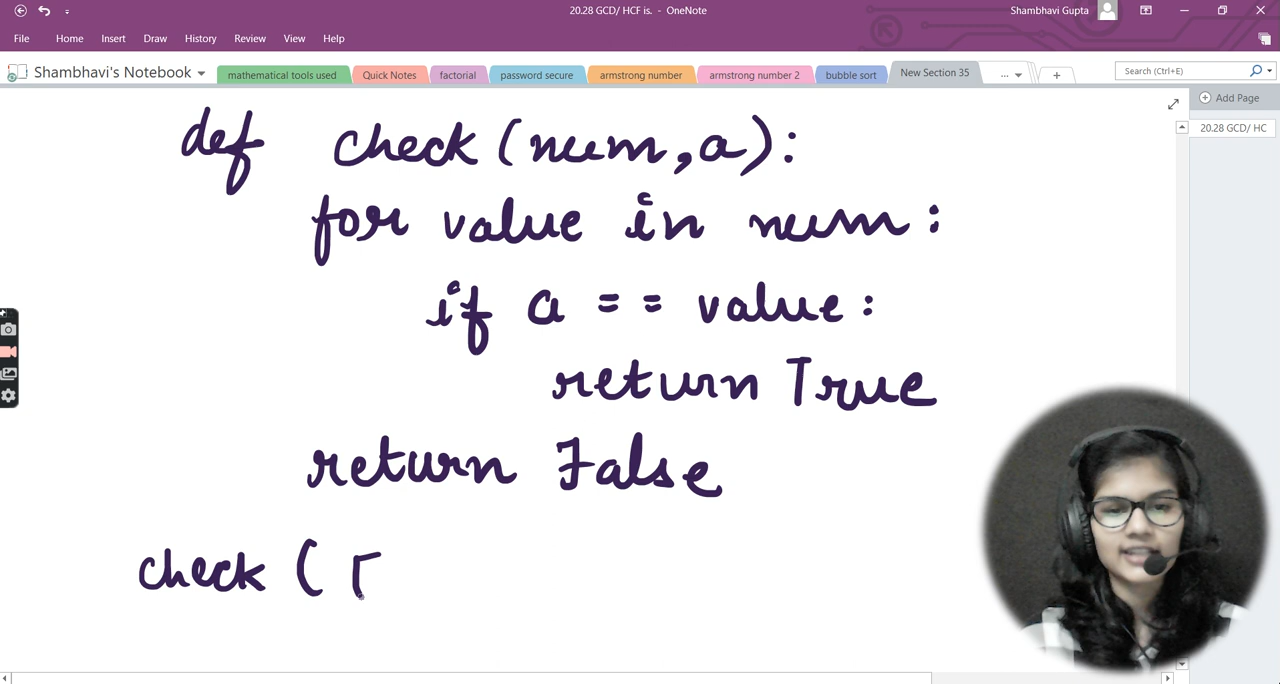 20.28 GCD/ HCF is. - OneNote
Shambhavi Gupta
File Home Insert Draw History Review View Help
Shambhavi's Notebook
mathematical tools used Quick Notes factorial password secure armstrong number armstrong number 2 bubble sort New Section 35 ...
Search (Ctrl+E)
Add Page
20.28 GCD/ HC
def check (num, a):
for value in num:
if a == value:
return True
return False
check ( [